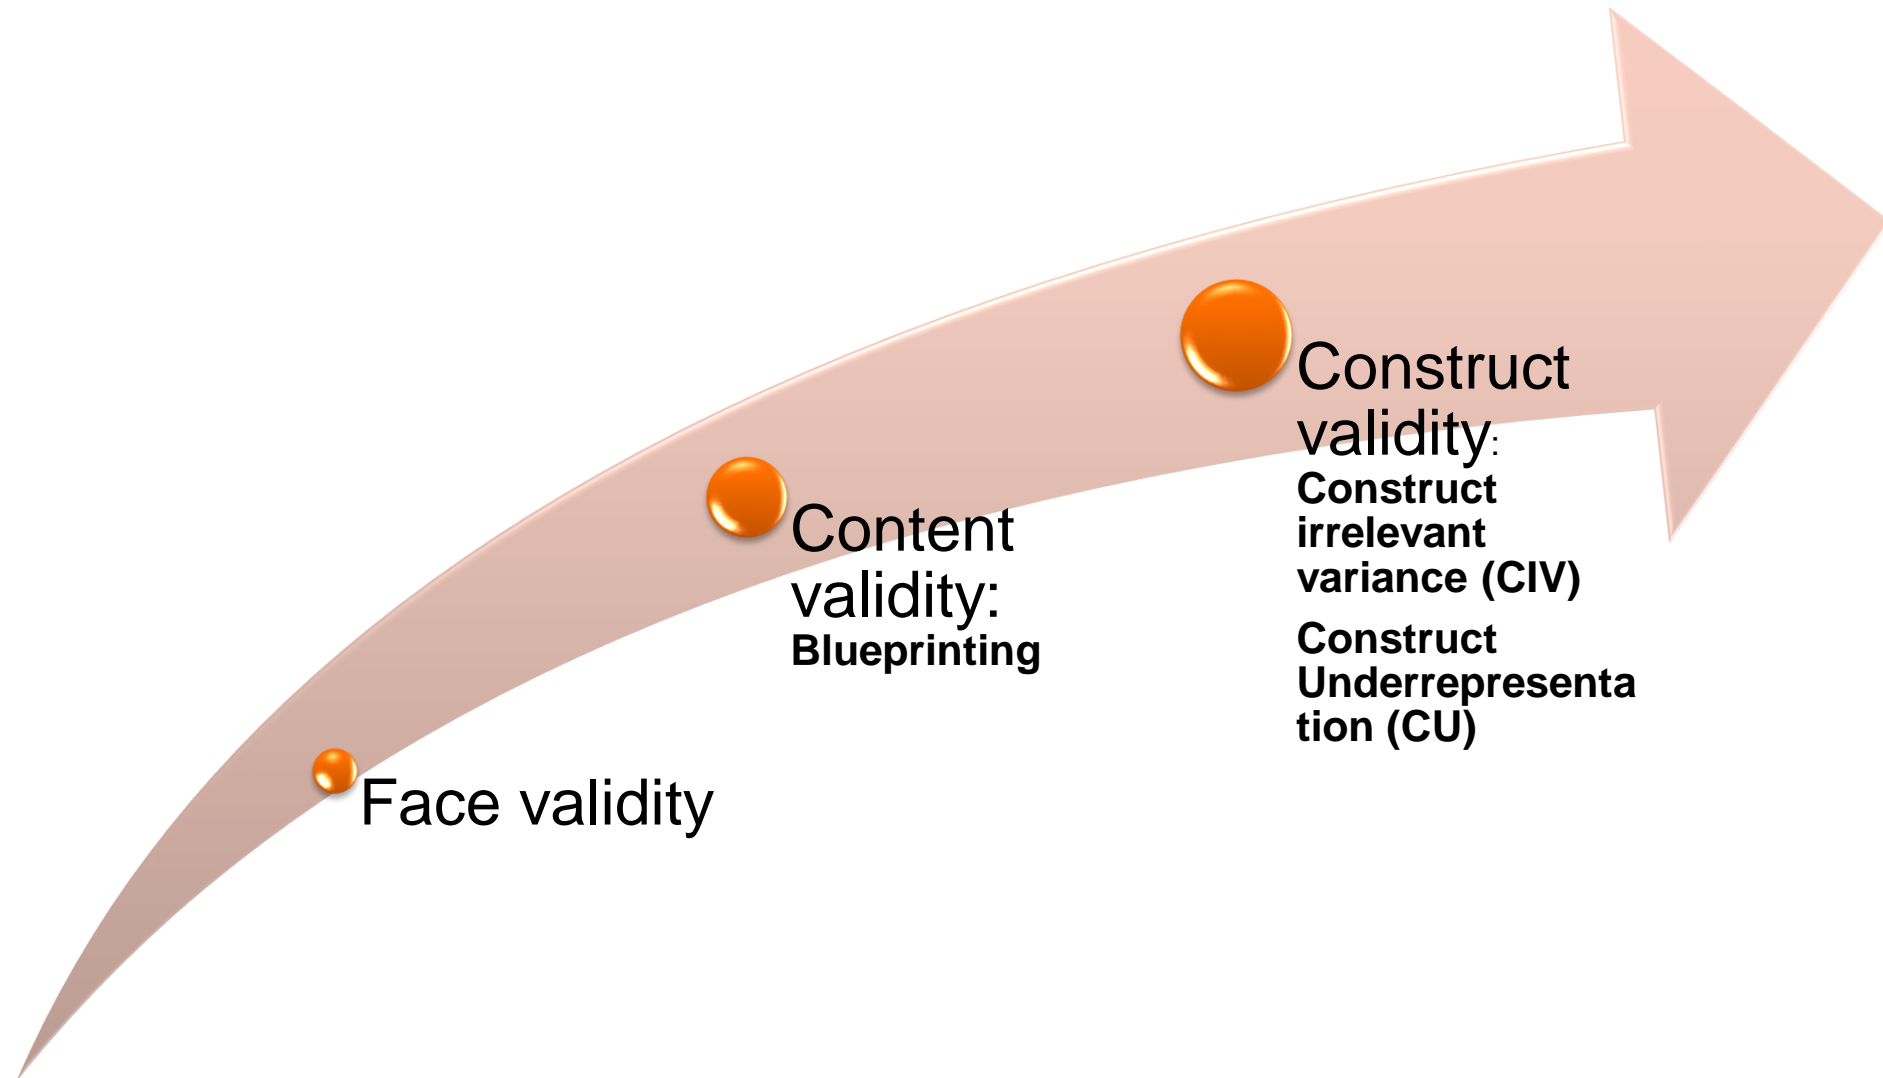 Face validity
Content
validity:
Blueprinting
Construct
validity:
Construct
irrelevant
variance (CIV)
Construct
Underrepresenta
tion (CU)